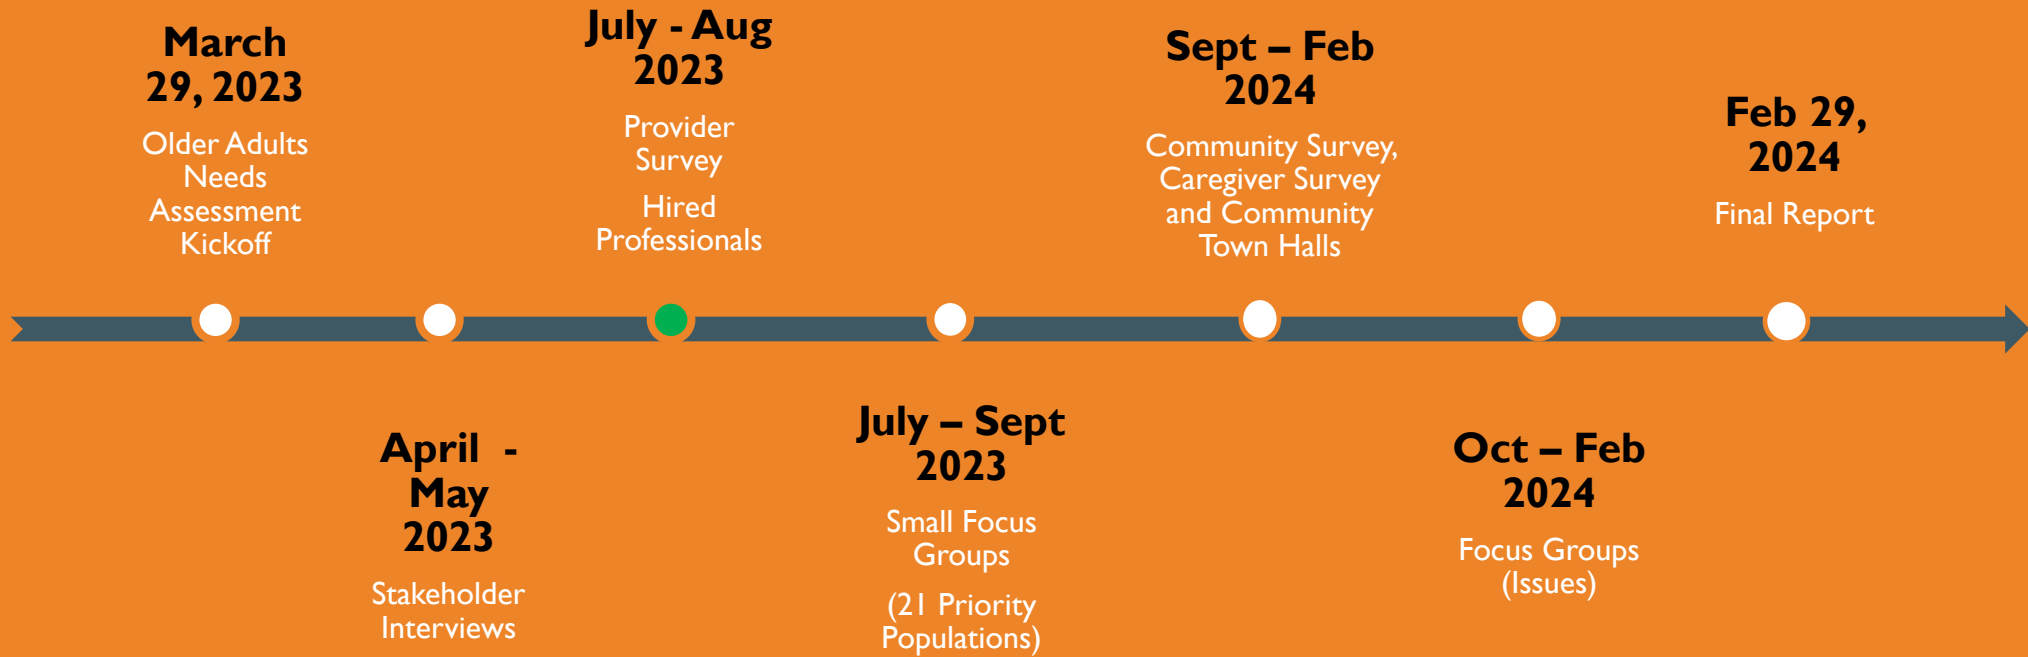 March
29, 2023
Older Adults
Needs
Assessment
Kickoff
April -
May
2023
Stakeholder
Interviews
July - Aug
2023
Provider
Survey
Hired
Professionals
July – Sept
2023
Small Focus
Groups
(21 Priority
Populations)
Sept – Feb
2024
Community Survey,
Caregiver Survey
and Community
Town Halls
Oct – Feb
2024
Focus Groups
(Issues)
Feb 29,
2024
Final Report